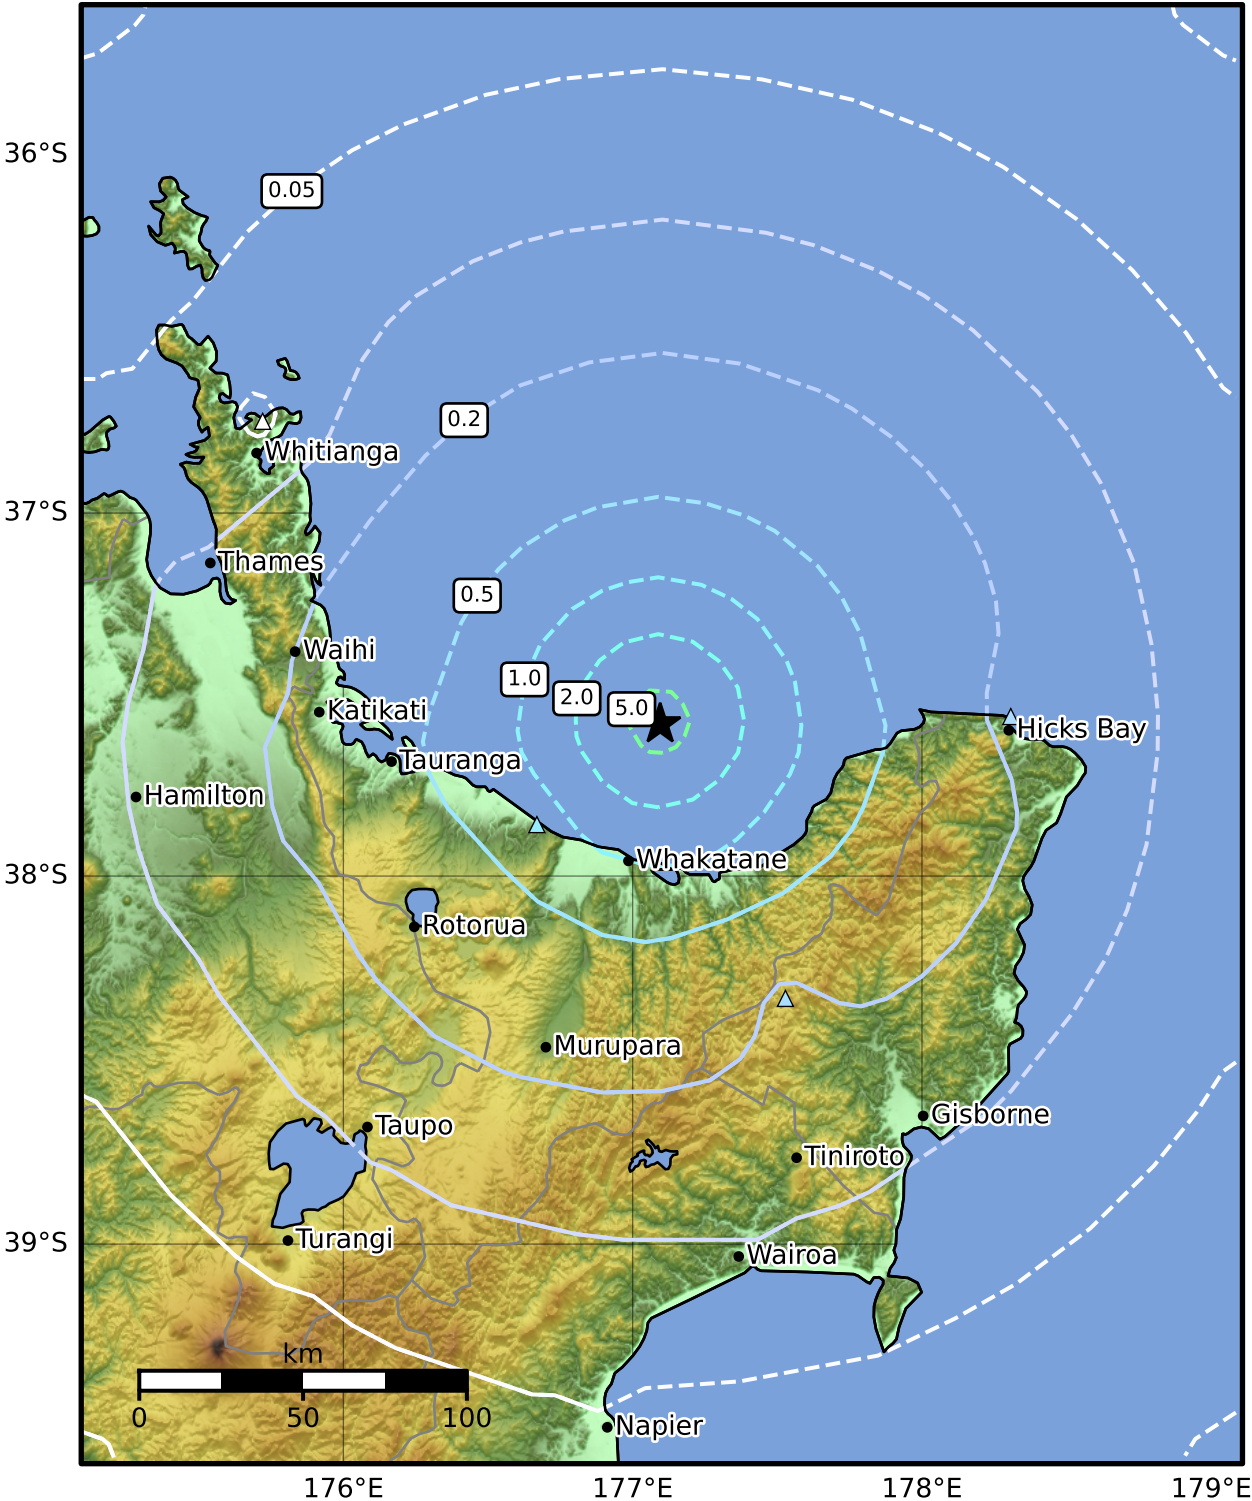 36°S
0.05
0.2
Whitianga
37°S
Thames
0.5
Waihi
1.0
2.0
5.0
Katikati
Hicks Bay
Tauranga
Hamilton
Whakatane
38°S
Rotorua
Murupara
Gisborne
Taupo
Tiniroto
39°S
Turangi
Wairoa
km
0 50 100
Napier
176°E 177°E 178°E 179°E